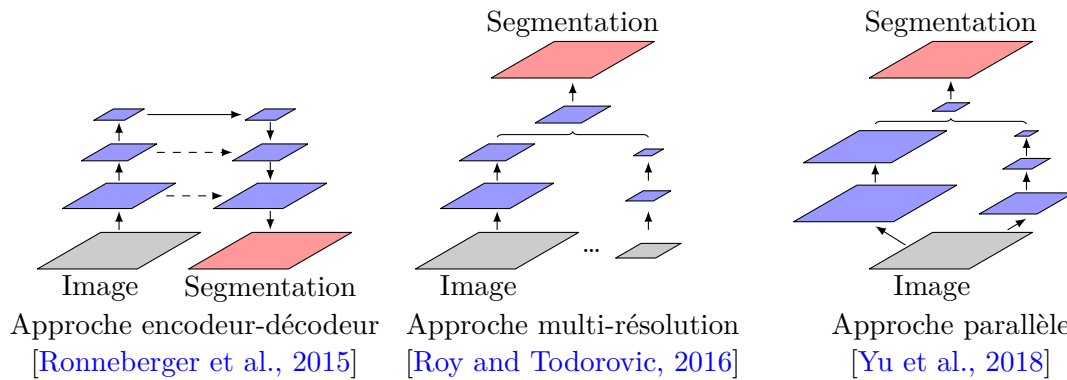 Segmentation
Segmentation
Image
Segmentation
...
Image
Image
Approche encodeur-décodeur
Approche multi-résolution
Approche parallèle
[Ronneberger et al., 2015]
[Roy and Todorovic, 2016]
[Yu et al., 2018]